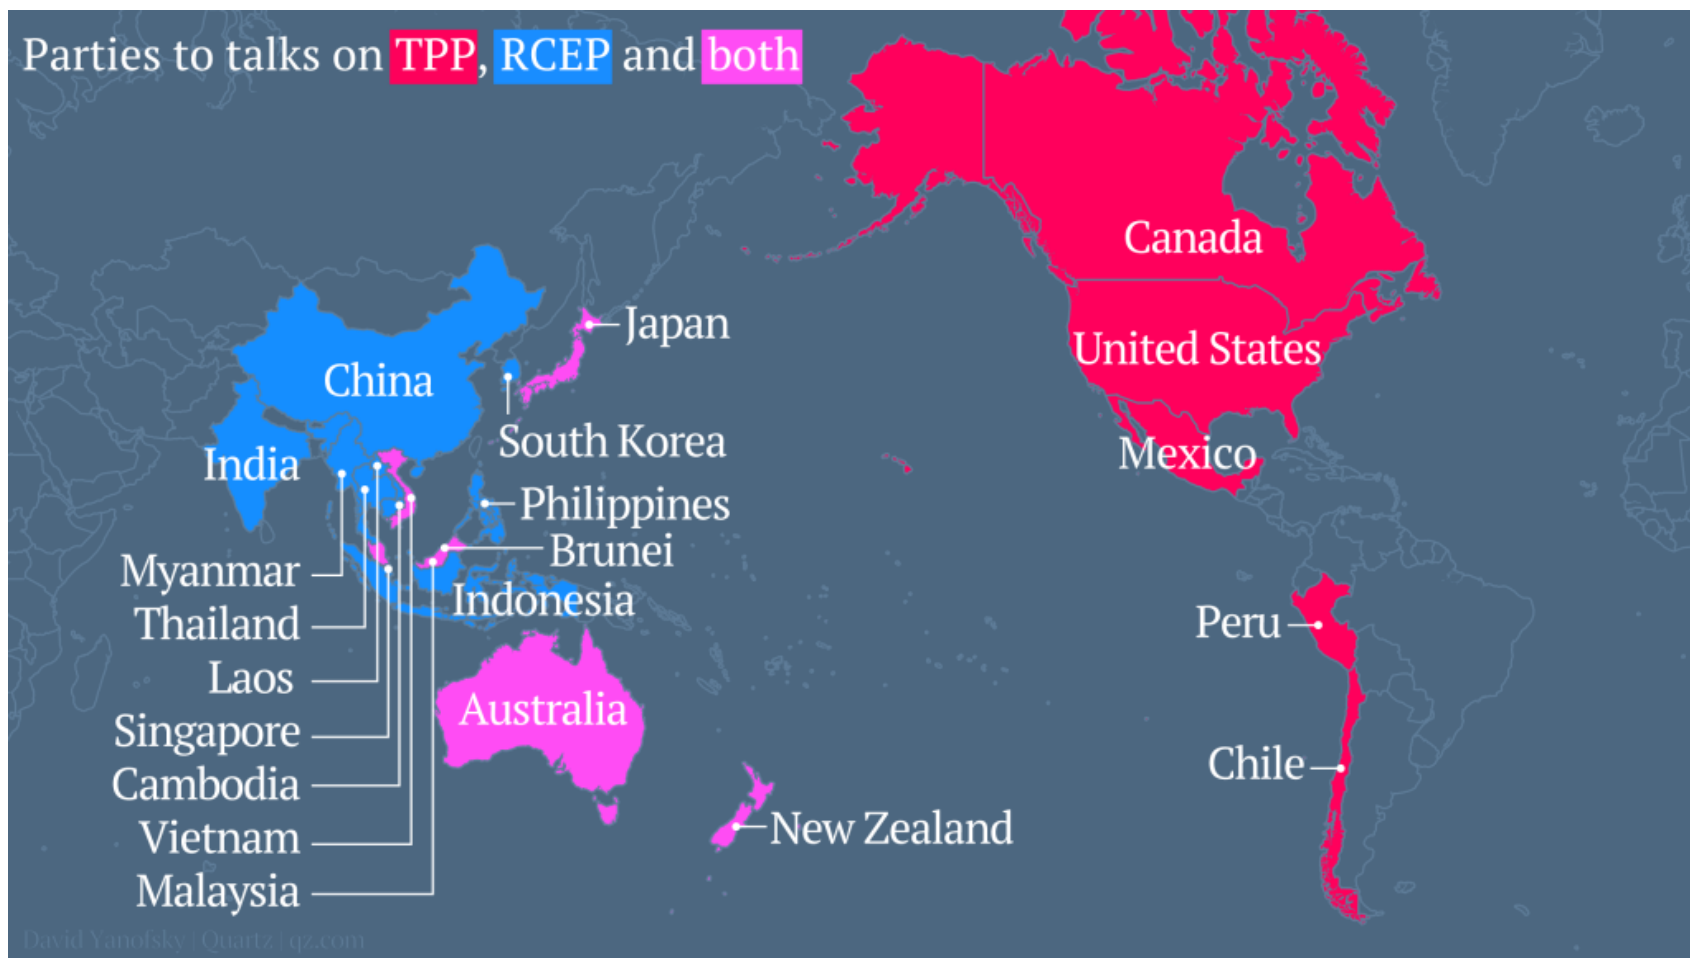 Parties to talks on TPP, RCEP and both
Canada
Japan
United States
China
South Korea
Mexico
India
Philippines
Brunei
Myanmar
Indonesia
Thailand
Peru
Laos
Australia
Singapore
Chile
Cambodia
New Zealand
Vietnam
Malaysia
David Yanofsky | Quartz | qz.com